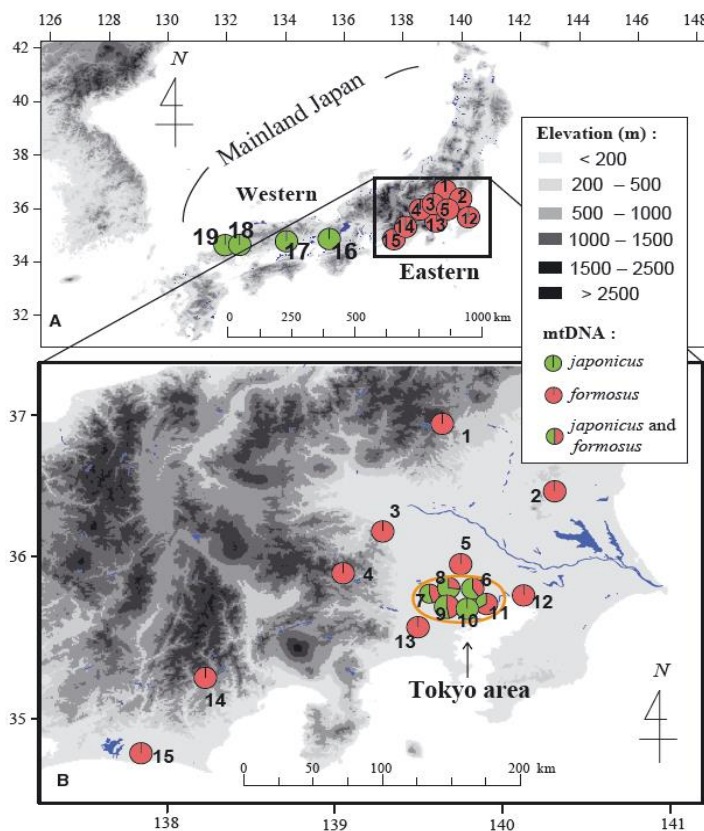 126 128 130 132 134 136 138 140 142 144 146 148
42
40
38
36
34
32
N
Mainland Japan
Western
Eastern
19 18 17 16
1 2 3 4 5 12 13 14 5
A
0 250 500 750 1000 km
Elevation (m) :
< 200
200 – 500
500 – 1000
1000 – 1500
1500 – 2500
> 2500
mtDNA :
japonicus
formosus
japonicus and
formosus
37
36
35
1
2
3
4
5
6
7
8
9
10
11
12
13
14
15
Tokyo area
N
B
0 50 100 150 200 km
138 139 140 141